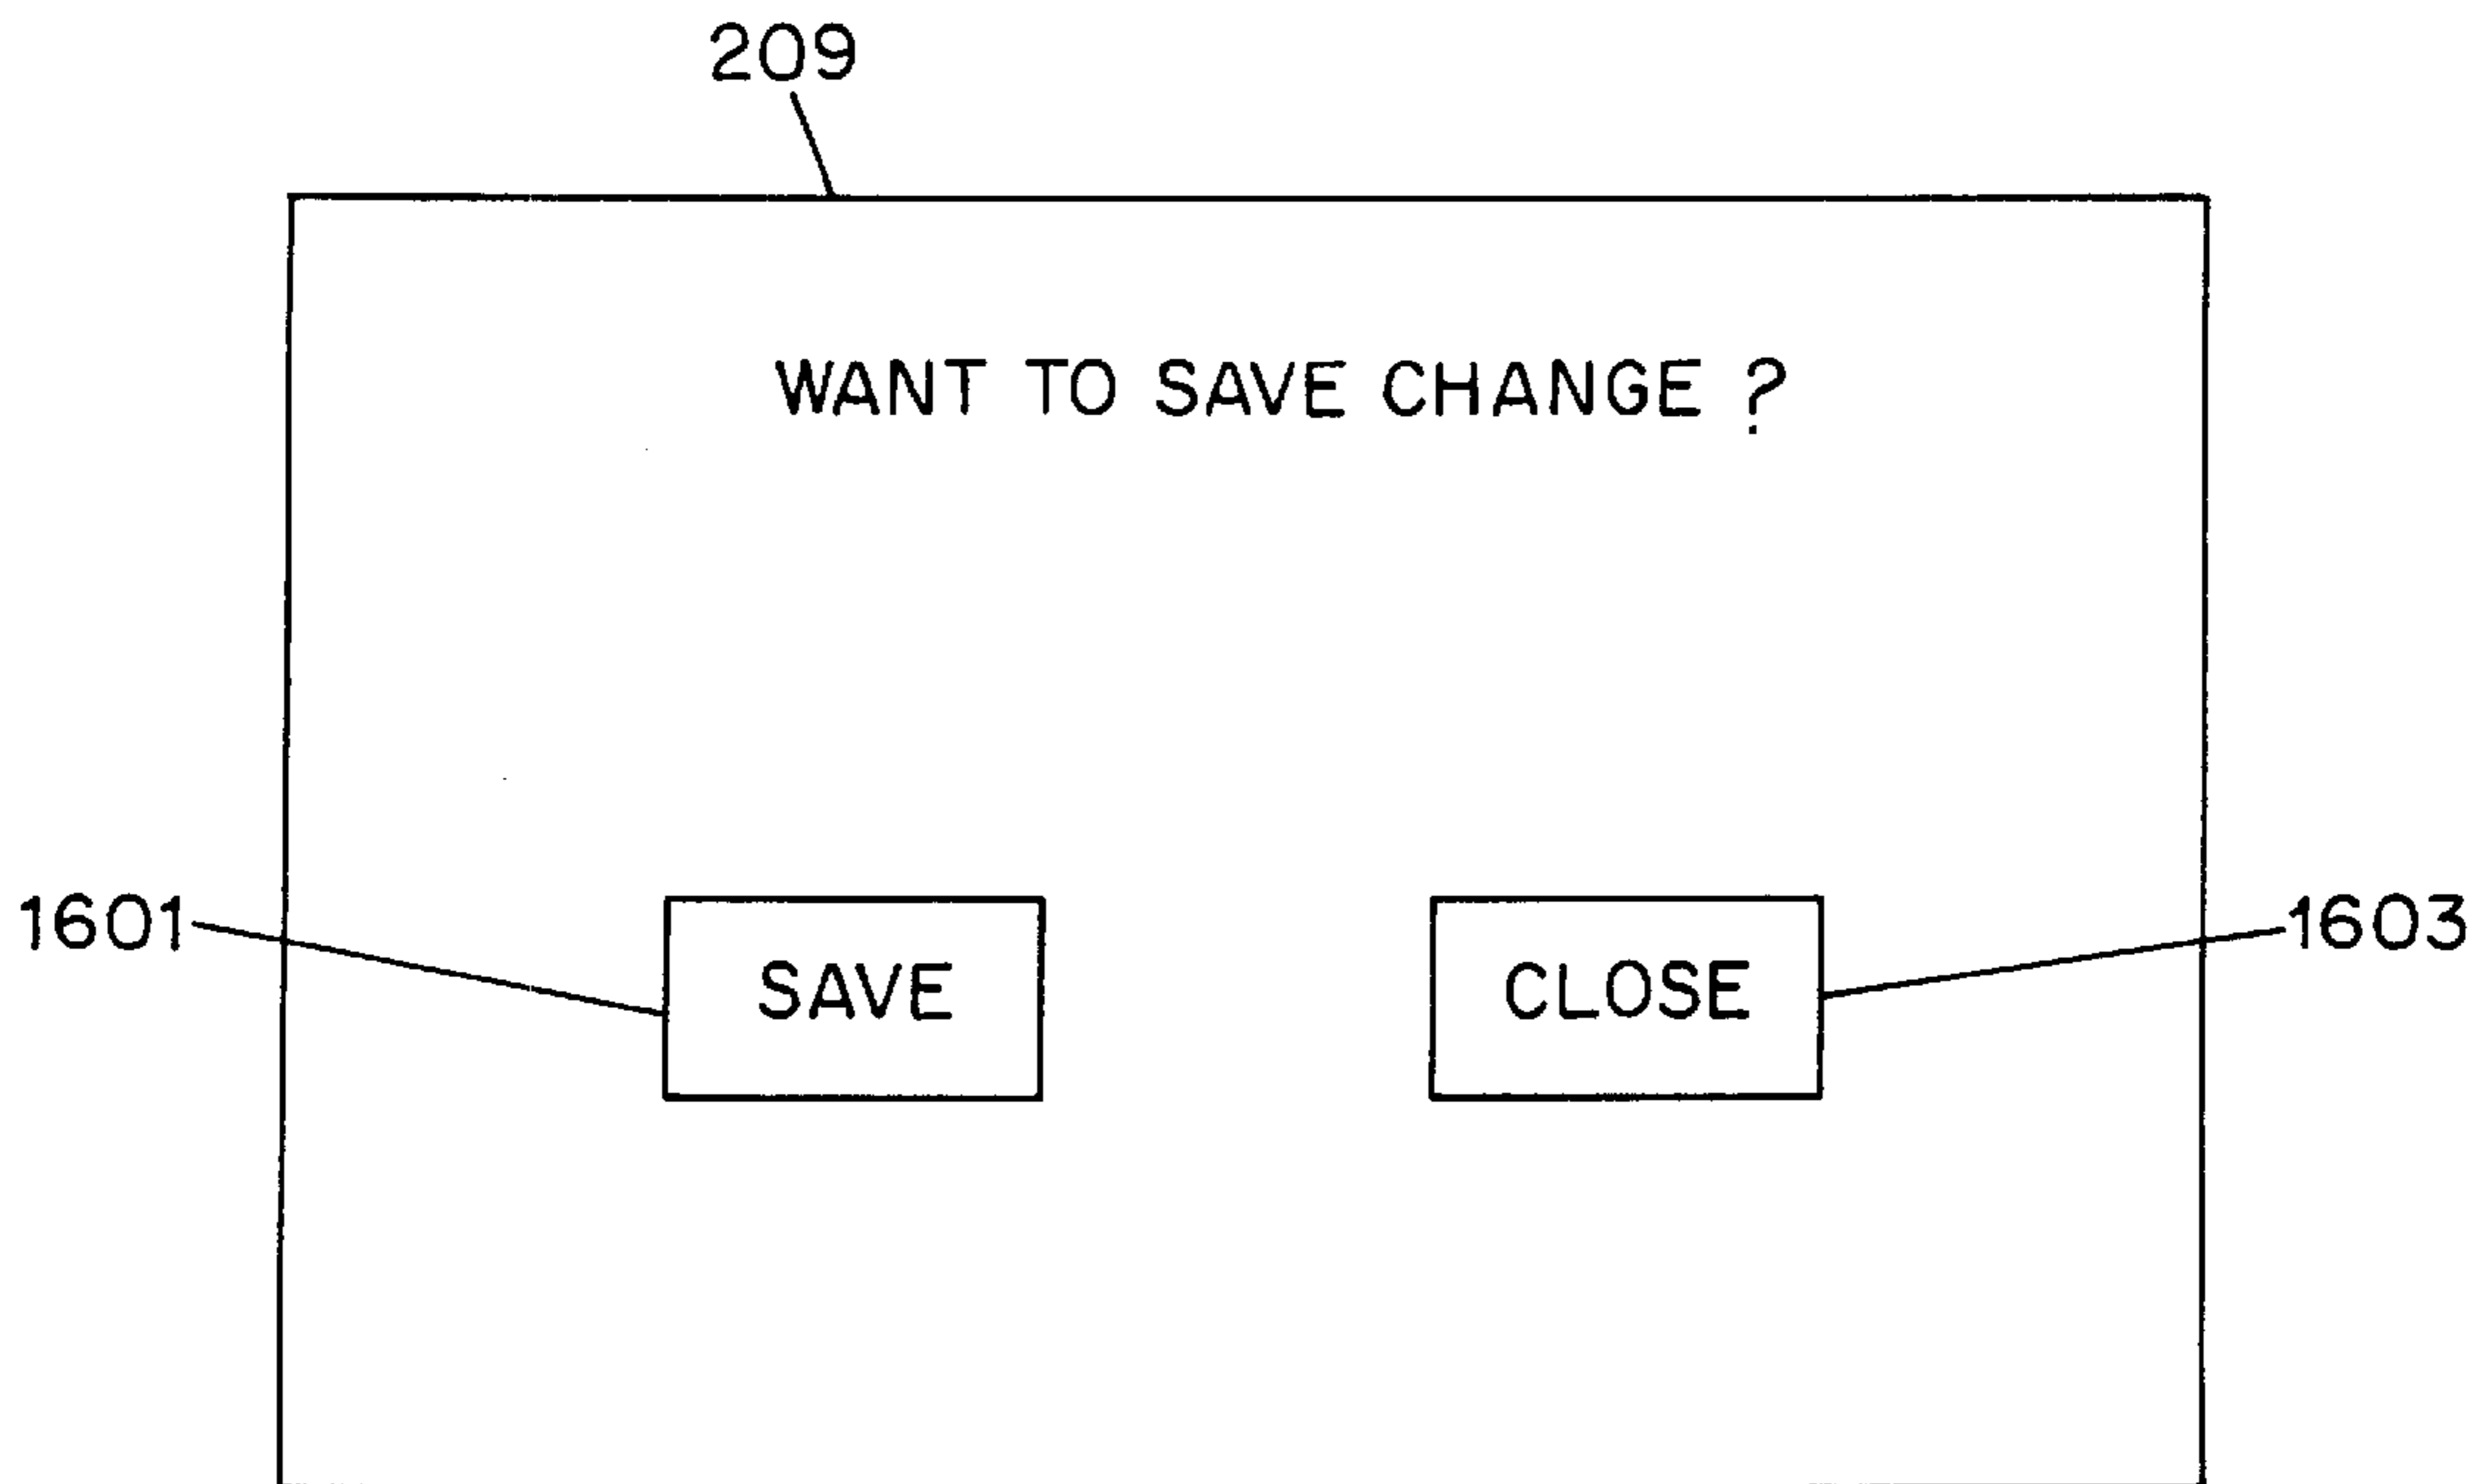 209
WANT TO SAVE CHANGE ?
1601
SAVE
CLOSE
1603